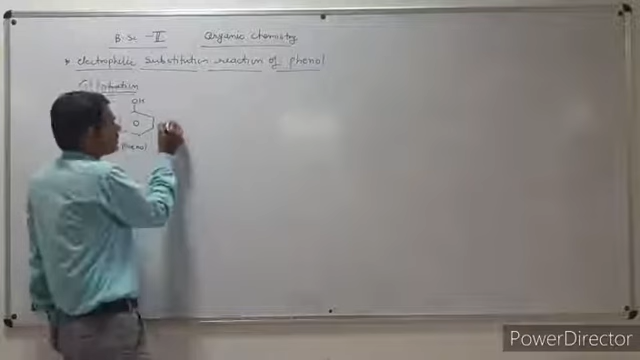 B.Sc -II Organic chemistry
* electrophilic substitution reaction of phenol
OH
phenol
PowerDirector